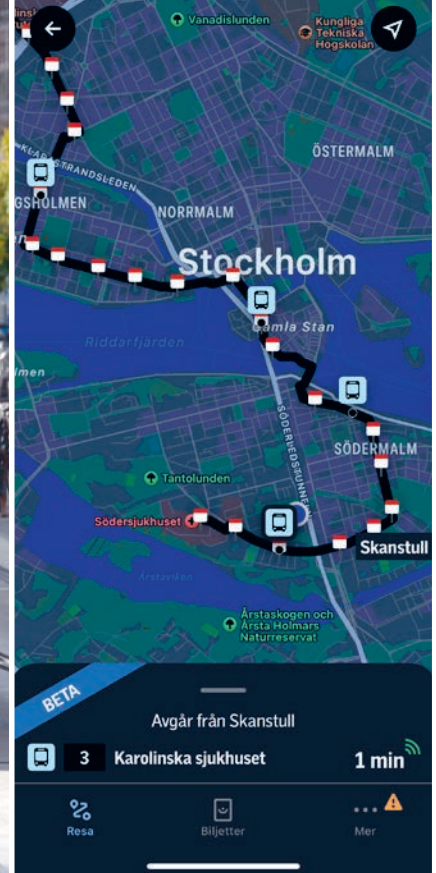 Vanadislunden
Kungliga
Tekniska
Högskolan
KLARASTRANDSLEDEN
ÖSTERMALM
GSHOLMEN
NORRMALM
Stockholm
Gamla Stan
Riddarfjärden
SÖDERLEDSTUNNELN
SÖDERMALM
Tantolunden
Södersjukhuset
Skanstull
Årstaviken
Årstaskogen och
Årsta Holmars
Naturreservat
BETA
Avgår från Skanstull
3 Karolinska sjukhuset 1 min
Resa Biljetter Mer